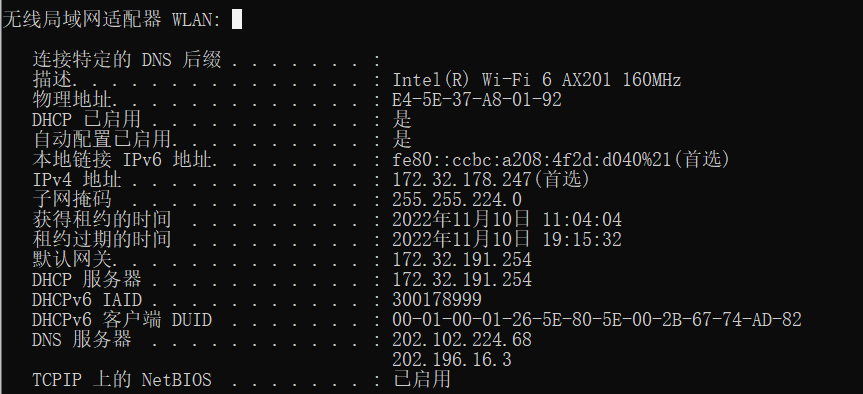 无线局域网适配器 WLAN:
连接特定的 DNS 后缀 . . . . . . . :
描述. . . . . . . . . . . . . . . : Intel(R) Wi-Fi 6 AX201 160MHz
物理地址. . . . . . . . . . . . . : E4-5E-37-A8-01-92
DHCP 已启用 . . . . . . . . . . . : 是
自动配置已启用. . . . . . . . . . : 是
本地链接 IPv6 地址. . . . . . . . : fe80::ccbc:a208:4f2d:d040%21(首选)
IPv4 地址 . . . . . . . . . . . . : 172.32.178.247(首选)
子网掩码  . . . . . . . . . . . . : 255.255.224.0
获得租约的时间  . . . . . . . . . : 2022年11月10日 11:04:04
租约过期的时间  . . . . . . . . . : 2022年11月10日 19:15:32
默认网关. . . . . . . . . . . . . : 172.32.191.254
DHCP 服务器 . . . . . . . . . . . : 172.32.191.254
DHCPv6 IAID . . . . . . . . . . . : 300178999
DHCPv6 客户端 DUID  . . . . . . . : 00-01-00-01-26-5E-80-5E-00-2B-67-74-AD-82
DNS 服务器  . . . . . . . . . . . : 202.102.224.68
202.196.16.3
TCPIP 上的 NetBIOS  . . . . . . . : 已启用